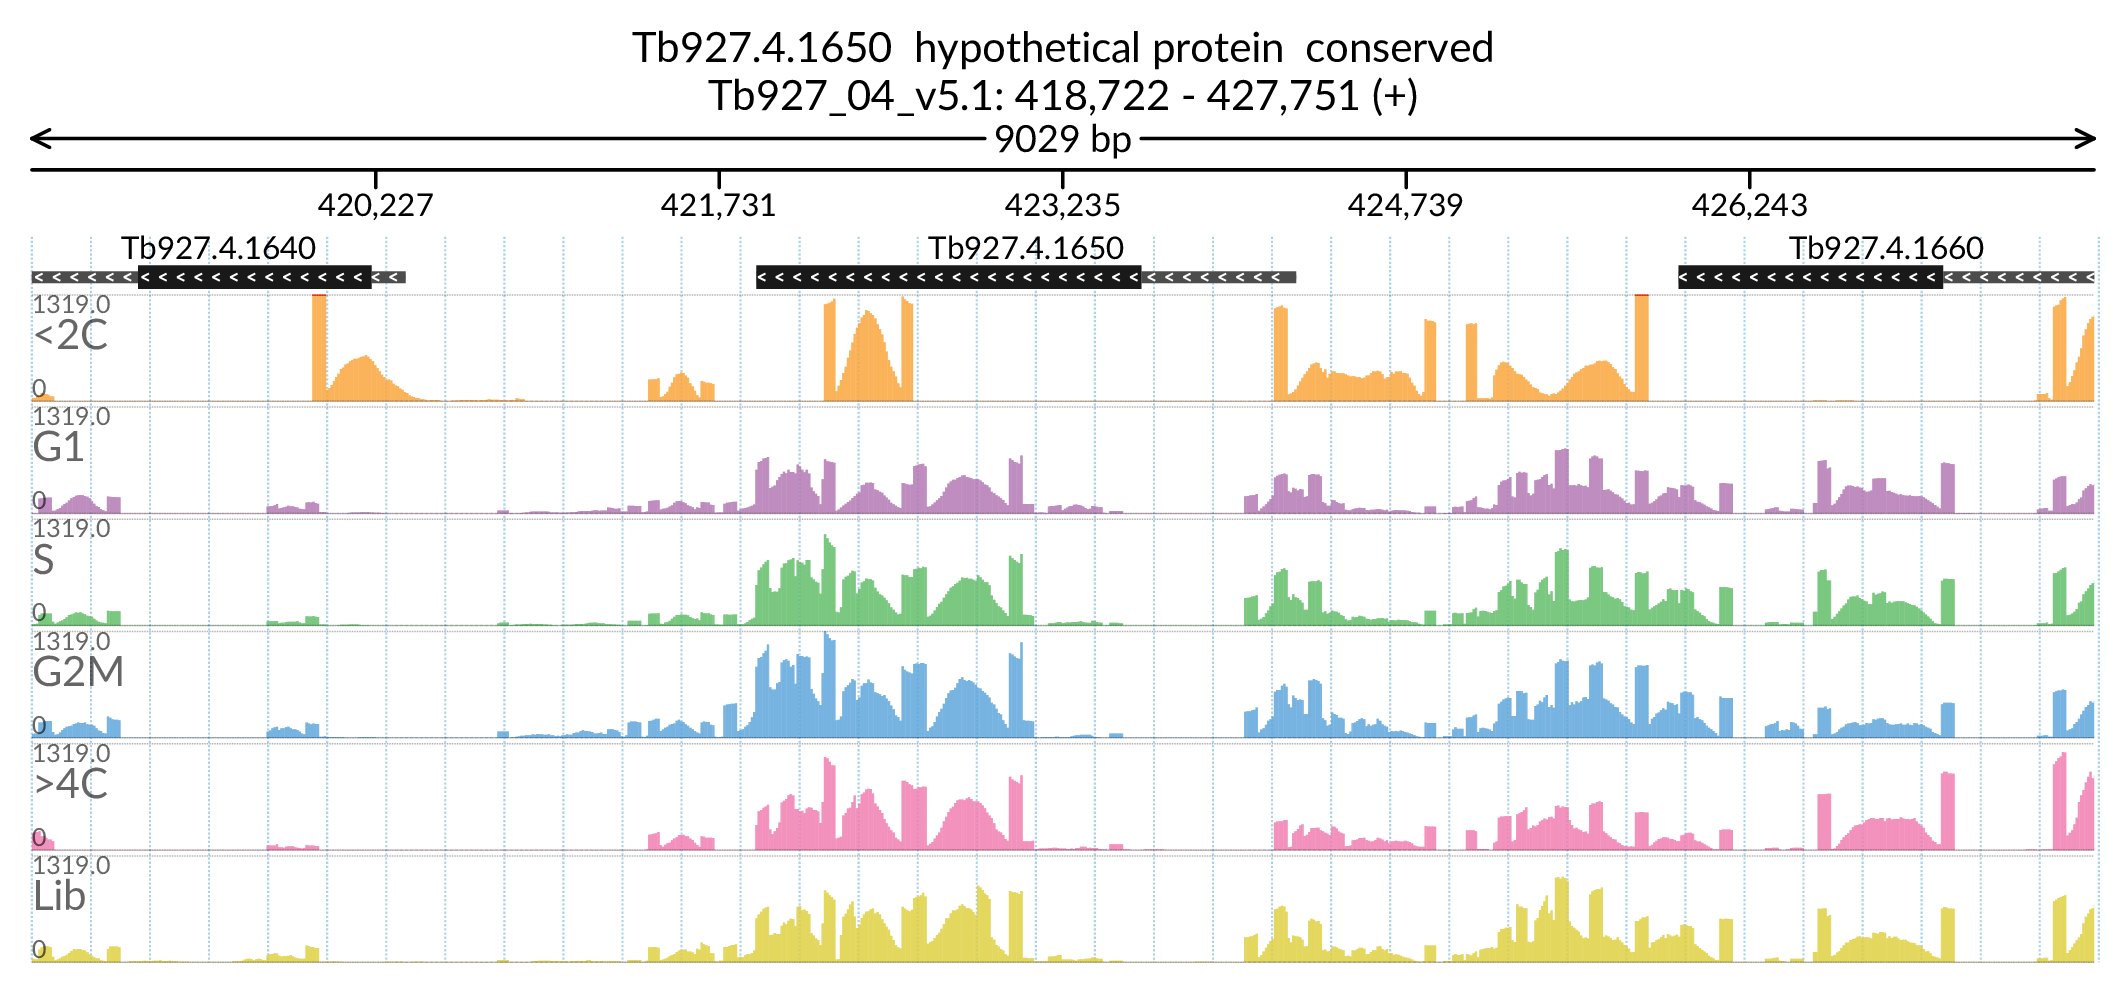 Tb927.4.1650  hypothetical protein  conserved
Tb927_04_v5.1: 418,722 - 427,751 (+)
9029 bp
420,227 421,731 423,235 424,739 426,243
Tb927.4.1640 Tb927.4.1650 Tb927.4.1660
1319.0
<2C
0
1319.0
G1
0
1319.0
S
0
1319.0
G2M
0
1319.0
>4C
0
1319.0
Lib
0